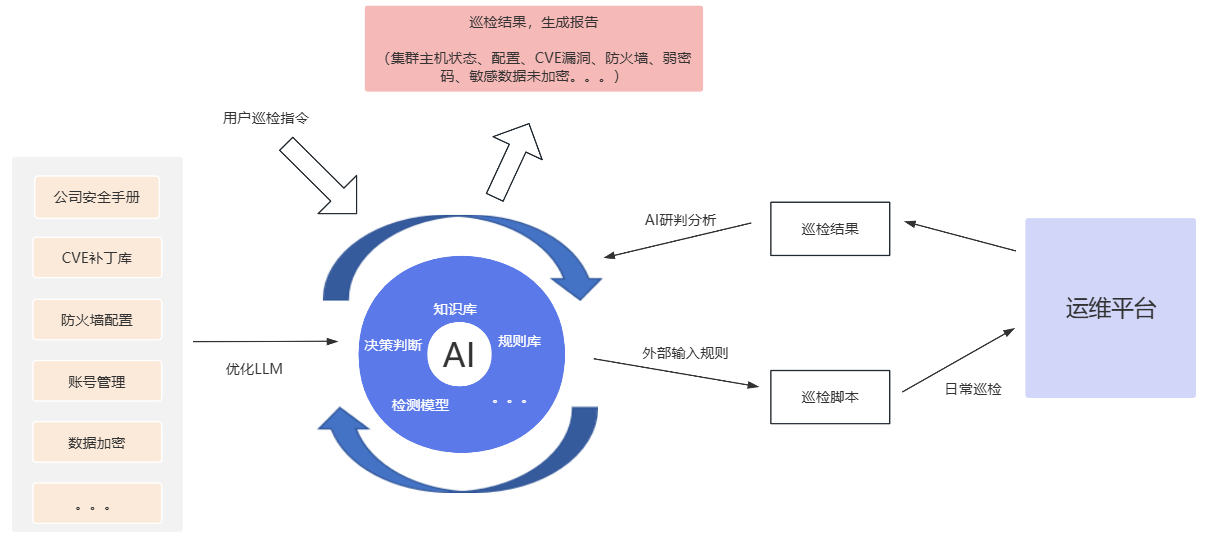 巡检结果，生成报告
（集群主机状态、配置、CVE漏洞、防火墙、弱密
码、敏感数据未加密。。。）
用户巡检指令
公司安全手册
CVE补丁库
防火墙配置
账号管理
数据加密
。。。
优化LLM
知识库
决策判断
AI
规则库
检测模型
。。。
AI研判分析
巡检结果
外部输入规则
巡检脚本
日常巡检
运维平台